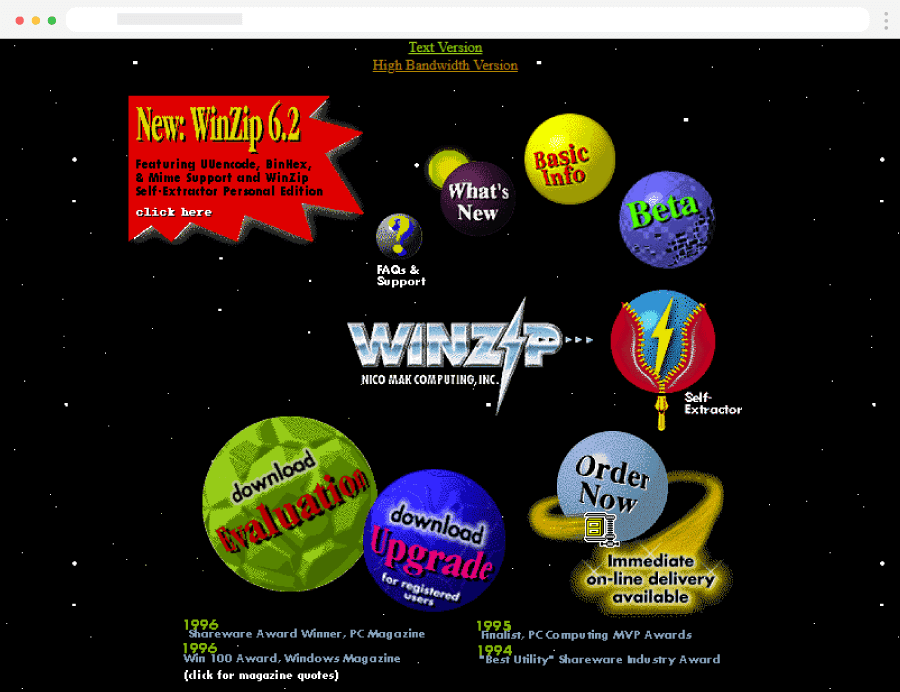 Text Version
High Bandwidth Version
New: WinZip 6.2
Featuring UUencode, BinHex,
& Mime Support and WinZip
Self-Extractor Personal Edition
click here
What's
New
Basic
Info
Beta
?
FAQs &
Support
WINZIP
NICO MAK COMPUTING, INC.
Self-
Extractor
download
Evaluation
download
Upgrade
for registered
users
Order
Now
Immediate
on-line delivery
available
1996
Shareware Award Winner, PC Magazine
1996
Win 100 Award, Windows Magazine
(click for magazine quotes)
1995
Finalist, PC Computing MVP Awards
1994
"Best Utility" Shareware Industry Award